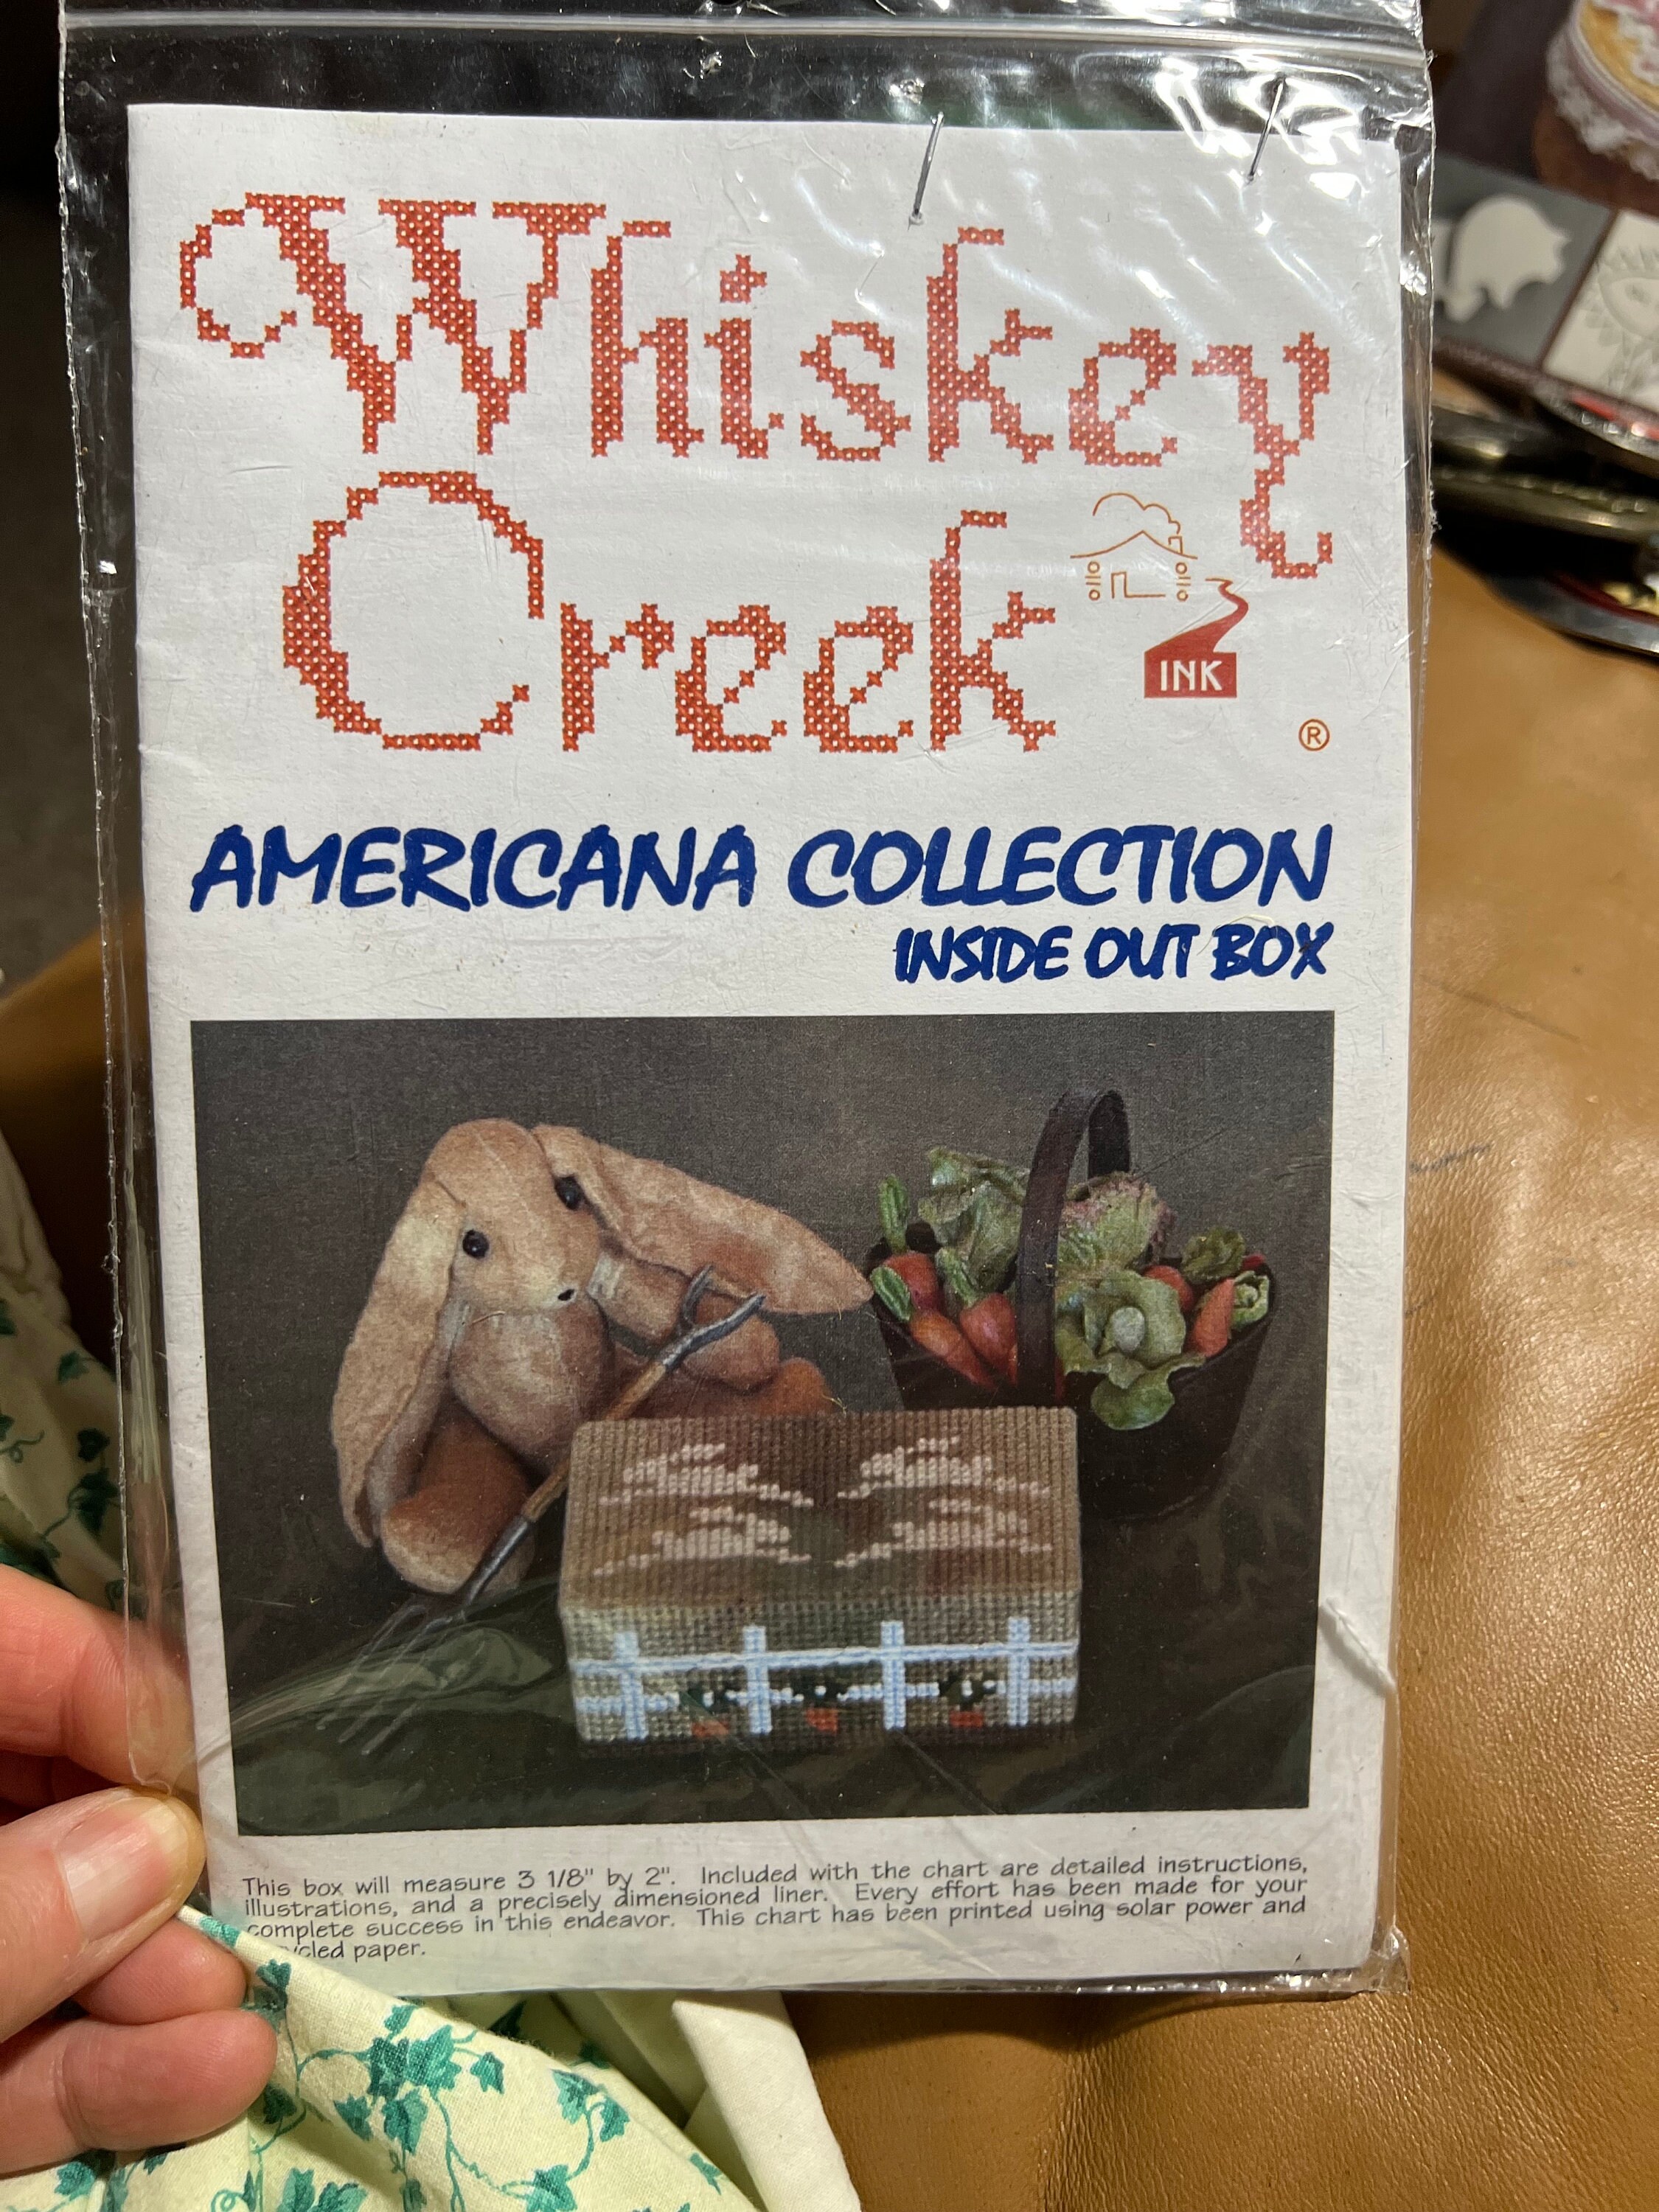 Whiskey
Creek
INK
®
AMERICANA COLLECTION
INSIDE OUT BOX
This box will measure 3 1/8" by 2". Included with the chart are detailed instructions,
illustrations, and a precisely dimensioned liner. Every effort has been made for your
complete success in this endeavor. This chart has been printed using solar power and
paper.